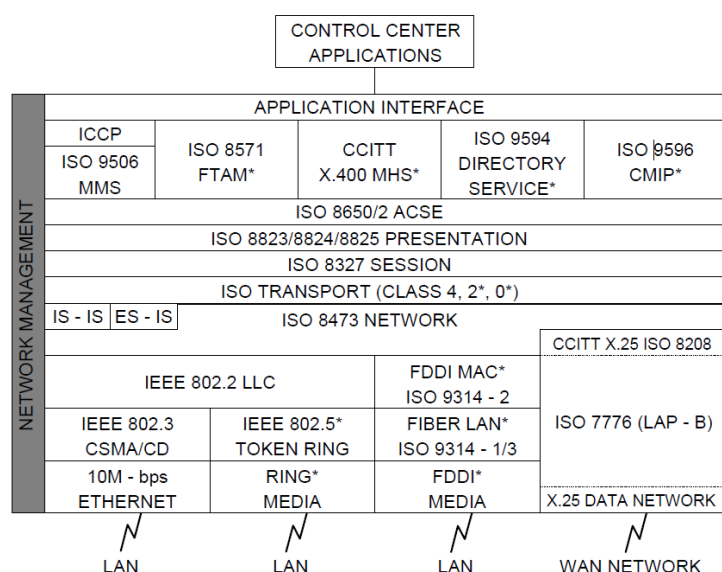 CONTROL CENTER
APPLICATIONS
NETWORK MANAGEMENT
APPLICATION INTERFACE
ICCP
ISO 9506
MMS
ISO 8571
FTAM*
CCITT
X.400 MHS*
ISO 9594
DIRECTORY
SERVICE*
ISO 9596
CMIP*
ISO 8650/2 ACSE
ISO 8823/8824/8825 PRESENTATION
ISO 8327 SESSION
ISO TRANSPORT (CLASS 4, 2*, 0*)
IS - IS
ES - IS
ISO 8473 NETWORK
CCITT X.25 ISO 8208
IEEE 802.2 LLC
FDDI MAC*
ISO 9314 - 2
ISO 7776 (LAP - B)
IEEE 802.3
CSMA/CD
IEEE 802.5*
TOKEN RING
FIBER LAN*
ISO 9314 - 1/3
10M - bps
ETHERNET
RING*
MEDIA
FDDI*
MEDIA
X.25 DATA NETWORK
LAN
LAN
LAN
WAN NETWORK